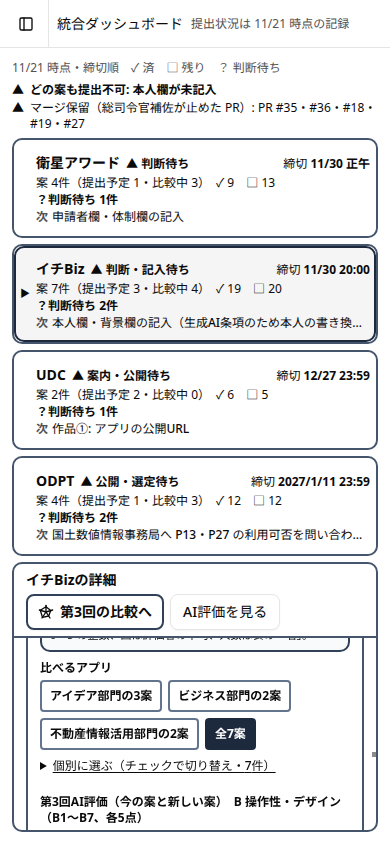 統合ダッシュボード 提出状況は 11/21 時点の記録
11/21 時点・締切順 ✓ 済 □ 残り ？ 判断待ち
▲ どの案も提出不可: 本人欄が未記入
▲ マージ保留（総司令官補佐が止めた PR）: PR #35・#36・#18・
#19・#27
衛星アワード ▲ 判断待ち 締切 11/30 正午
案 4件（提出予定 1・比較中 3） ✓ 9 □ 13
？判断待ち 1件
次 申請者欄・体制欄の記入
イチBiz ▲ 判断・記入待ち 締切 11/30 20:00
案 7件（提出予定 3・比較中 4） ✓ 19 □ 20
？判断待ち 2件
次 本人欄・背景欄の記入（生成AI条項のため本人の書き換…
UDC ▲ 案内・公開待ち 締切 12/27 23:59
案 2件（提出予定 2・比較中 0） ✓ 6 □ 5
？判断待ち 1件
次 作品①: アプリの公開URL
ODPT ▲ 公開・選定待ち 締切 2027/1/11 23:59
案 4件（提出予定 1・比較中 3） ✓ 12 □ 12
？判断待ち 2件
次 国土数値情報事務局へ P13・P27 の利用可否を問い合わ…
イチBizの詳細
第3回の比較へ AI評価を見る
比べるアプリ
アイデア部門の3案 ビジネス部門の2案
不動産情報活用部門の2案 全7案
▶ 個別に選ぶ（チェックで切り替え・7件）
第3回AI評価（今の案と新しい案） B 操作性・デザイン
（B1〜B7、各5点）